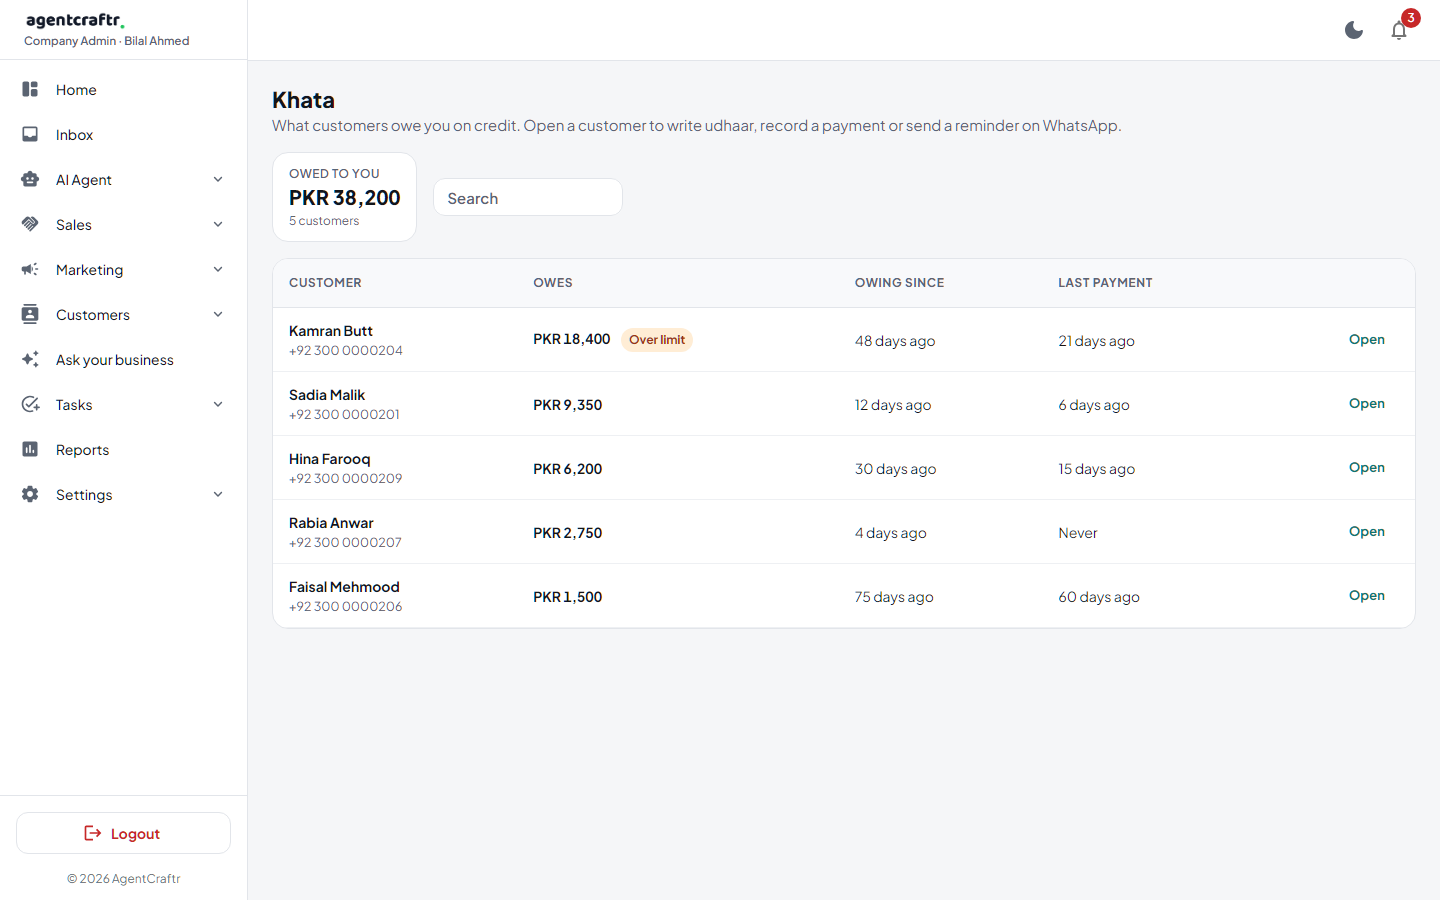 agentcraftr.
Company Admin · Bilal Ahmed
3
Home
Inbox
AI Agent
Sales
Marketing
Customers
Ask your business
Tasks
Reports
Settings
Logout
© 2026 AgentCraftr
Khata
What customers owe you on credit. Open a customer to write udhaar, record a payment or send a reminder on WhatsApp.
OWED TO YOU
PKR 38,200
5 customers
Search
CUSTOMER OWES OWING SINCE LAST PAYMENT
Kamran Butt
+92 300 0000204
PKR 18,400 Over limit 48 days ago 21 days ago Open
Sadia Malik
+92 300 0000201
PKR 9,350 12 days ago 6 days ago Open
Hina Farooq
+92 300 0000209
PKR 6,200 30 days ago 15 days ago Open
Rabia Anwar
+92 300 0000207
PKR 2,750 4 days ago Never Open
Faisal Mehmood
+92 300 0000206
PKR 1,500 75 days ago 60 days ago Open